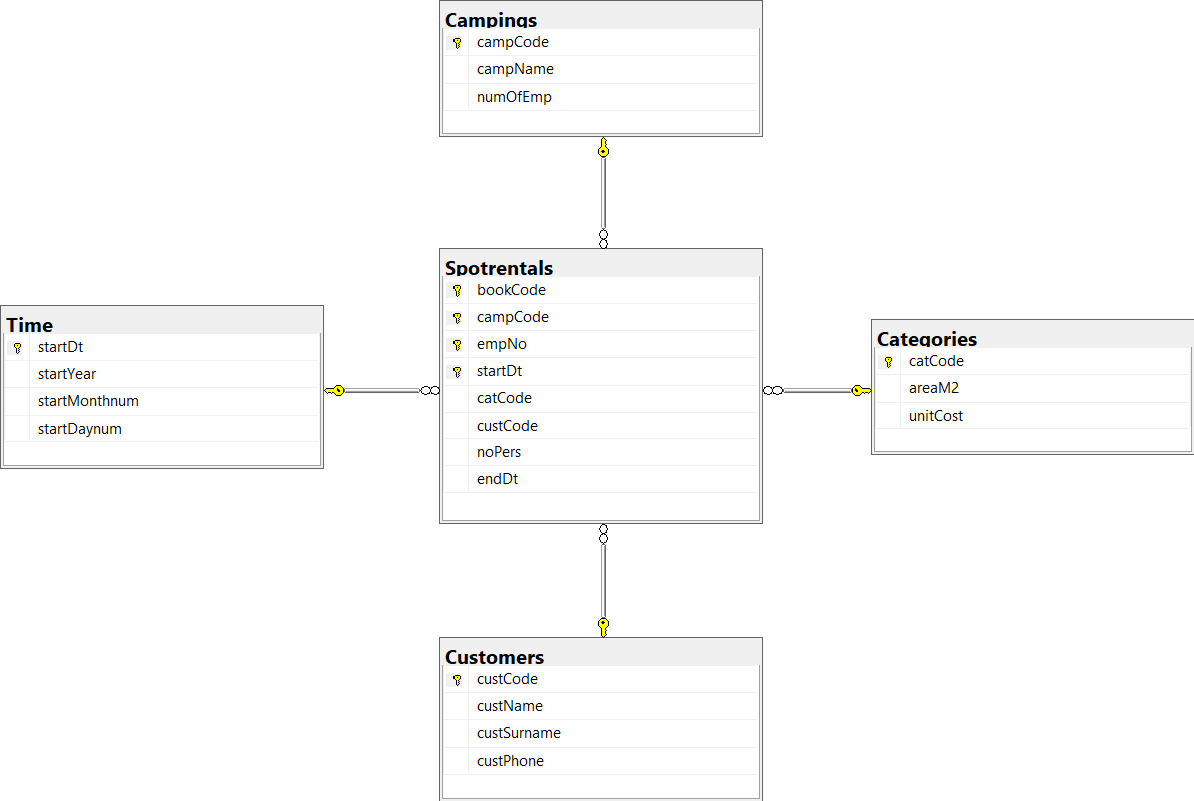 Campings
campCode
campName
numOfEmp
Spotrentals
bookCode
campCode
empNo
startDt
catCode
custCode
noPers
endDt
Time
startDt
startYear
startMonthnum
startDaynum
Categories
catCode
areaM2
unitCost
Customers
custCode
custName
custSurname
custPhone